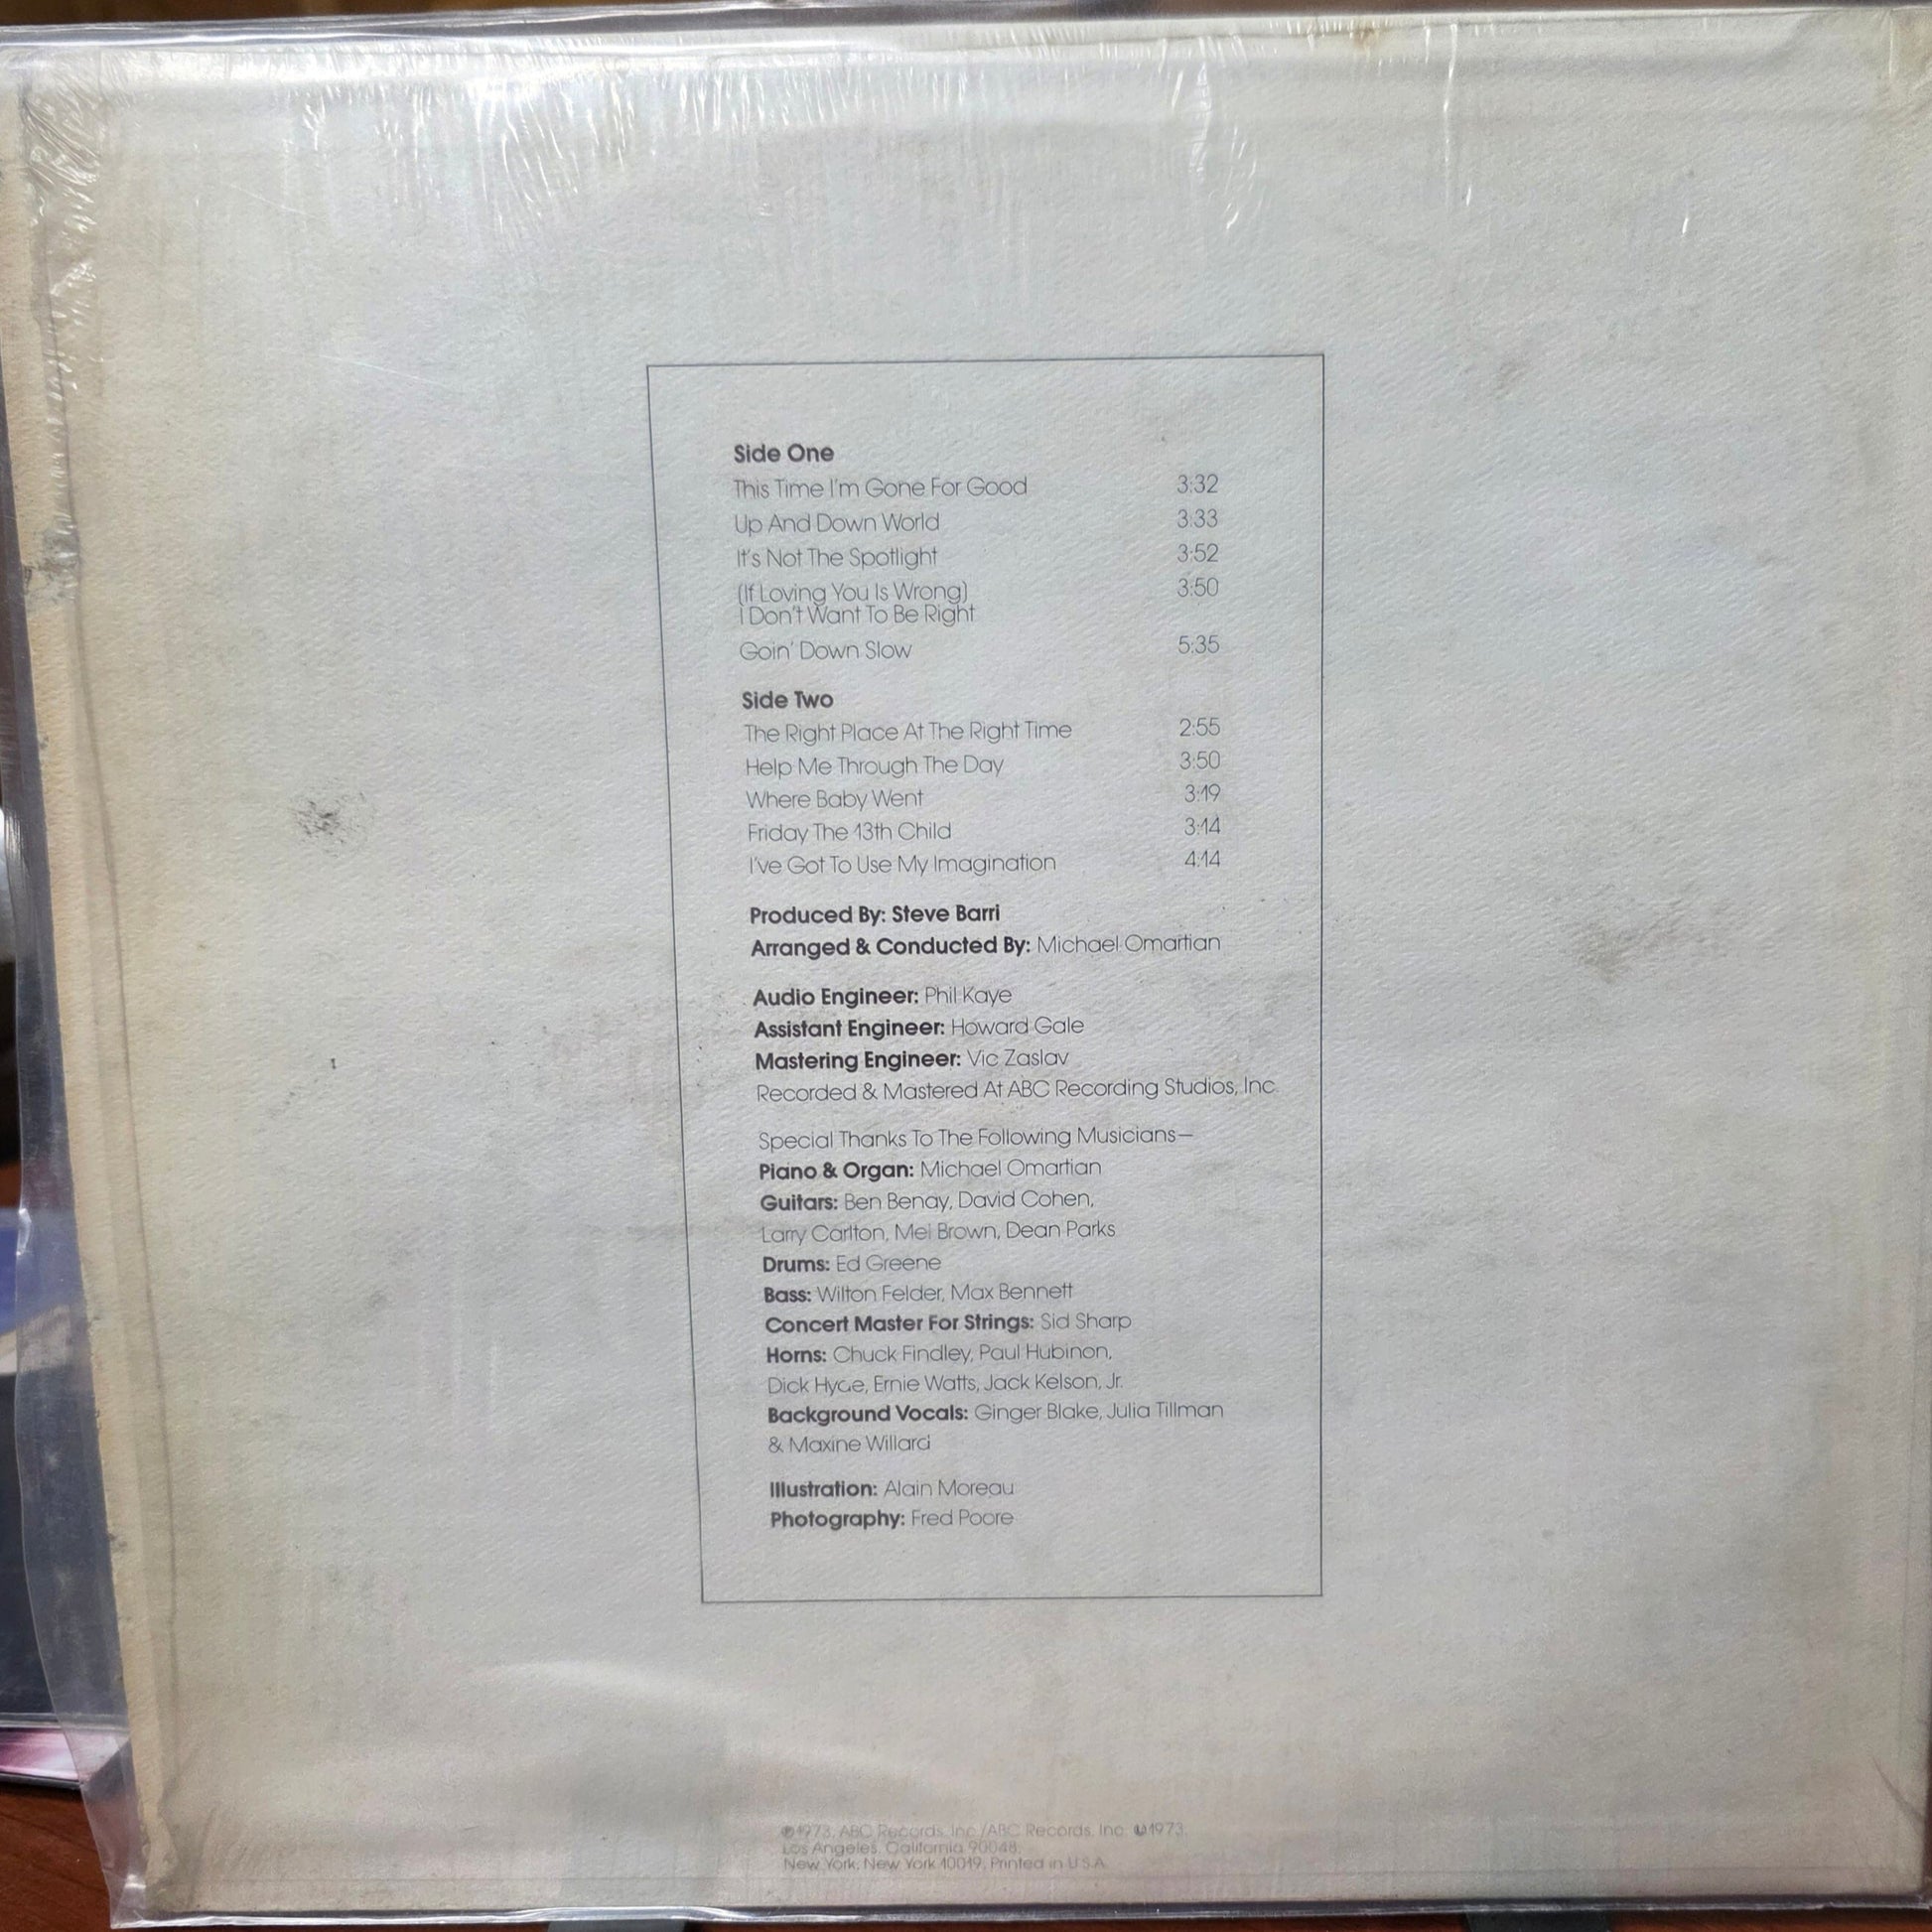 Side One
This Time I'm Gone For Good 3:32
Up And Down World 3:33
It's Not The Spotlight 3:52
(If Loving You Is Wrong) 3:50
I Don't Want To Be Right
Goin' Down Slow 5:35
Side Two
The Right Place At The Right Time 2:55
Help Me Through The Day 3:50
Where Baby Went 3:19
Friday The 13th Child 3:14
I've Got To Use My Imagination 4:14
Produced By: Steve Barri
Arranged & Conducted By: Michael Omartian
Audio Engineer: Phil Kaye
Assistant Engineer: Howard Gale
Mastering Engineer: Vic Zaslav
Recorded & Mastered At ABC Recording Studios, Inc.
Special Thanks To The Following Musicians—
Piano & Organ: Michael Omartian
Guitars: Ben Benay, David Cohen,
Larry Carlton, Mel Brown, Dean Parks
Drums: Ed Greene
Bass: Wilton Felder, Max Bennett
Concert Master For Strings: Sid Sharp
Horns: Chuck Findley, Paul Hubinon,
Dick Hyde, Ernie Watts, Jack Kelson, Jr.
Background Vocals: Ginger Blake, Julia Tillman
& Maxine Willard
Illustration: Alain Moreau
Photography: Fred Poore
℗1973, ABC Records, Inc./ABC Records, Inc. ©1973,
Los Angeles, California 90048
New York, New York 10019, Printed in U.S.A.